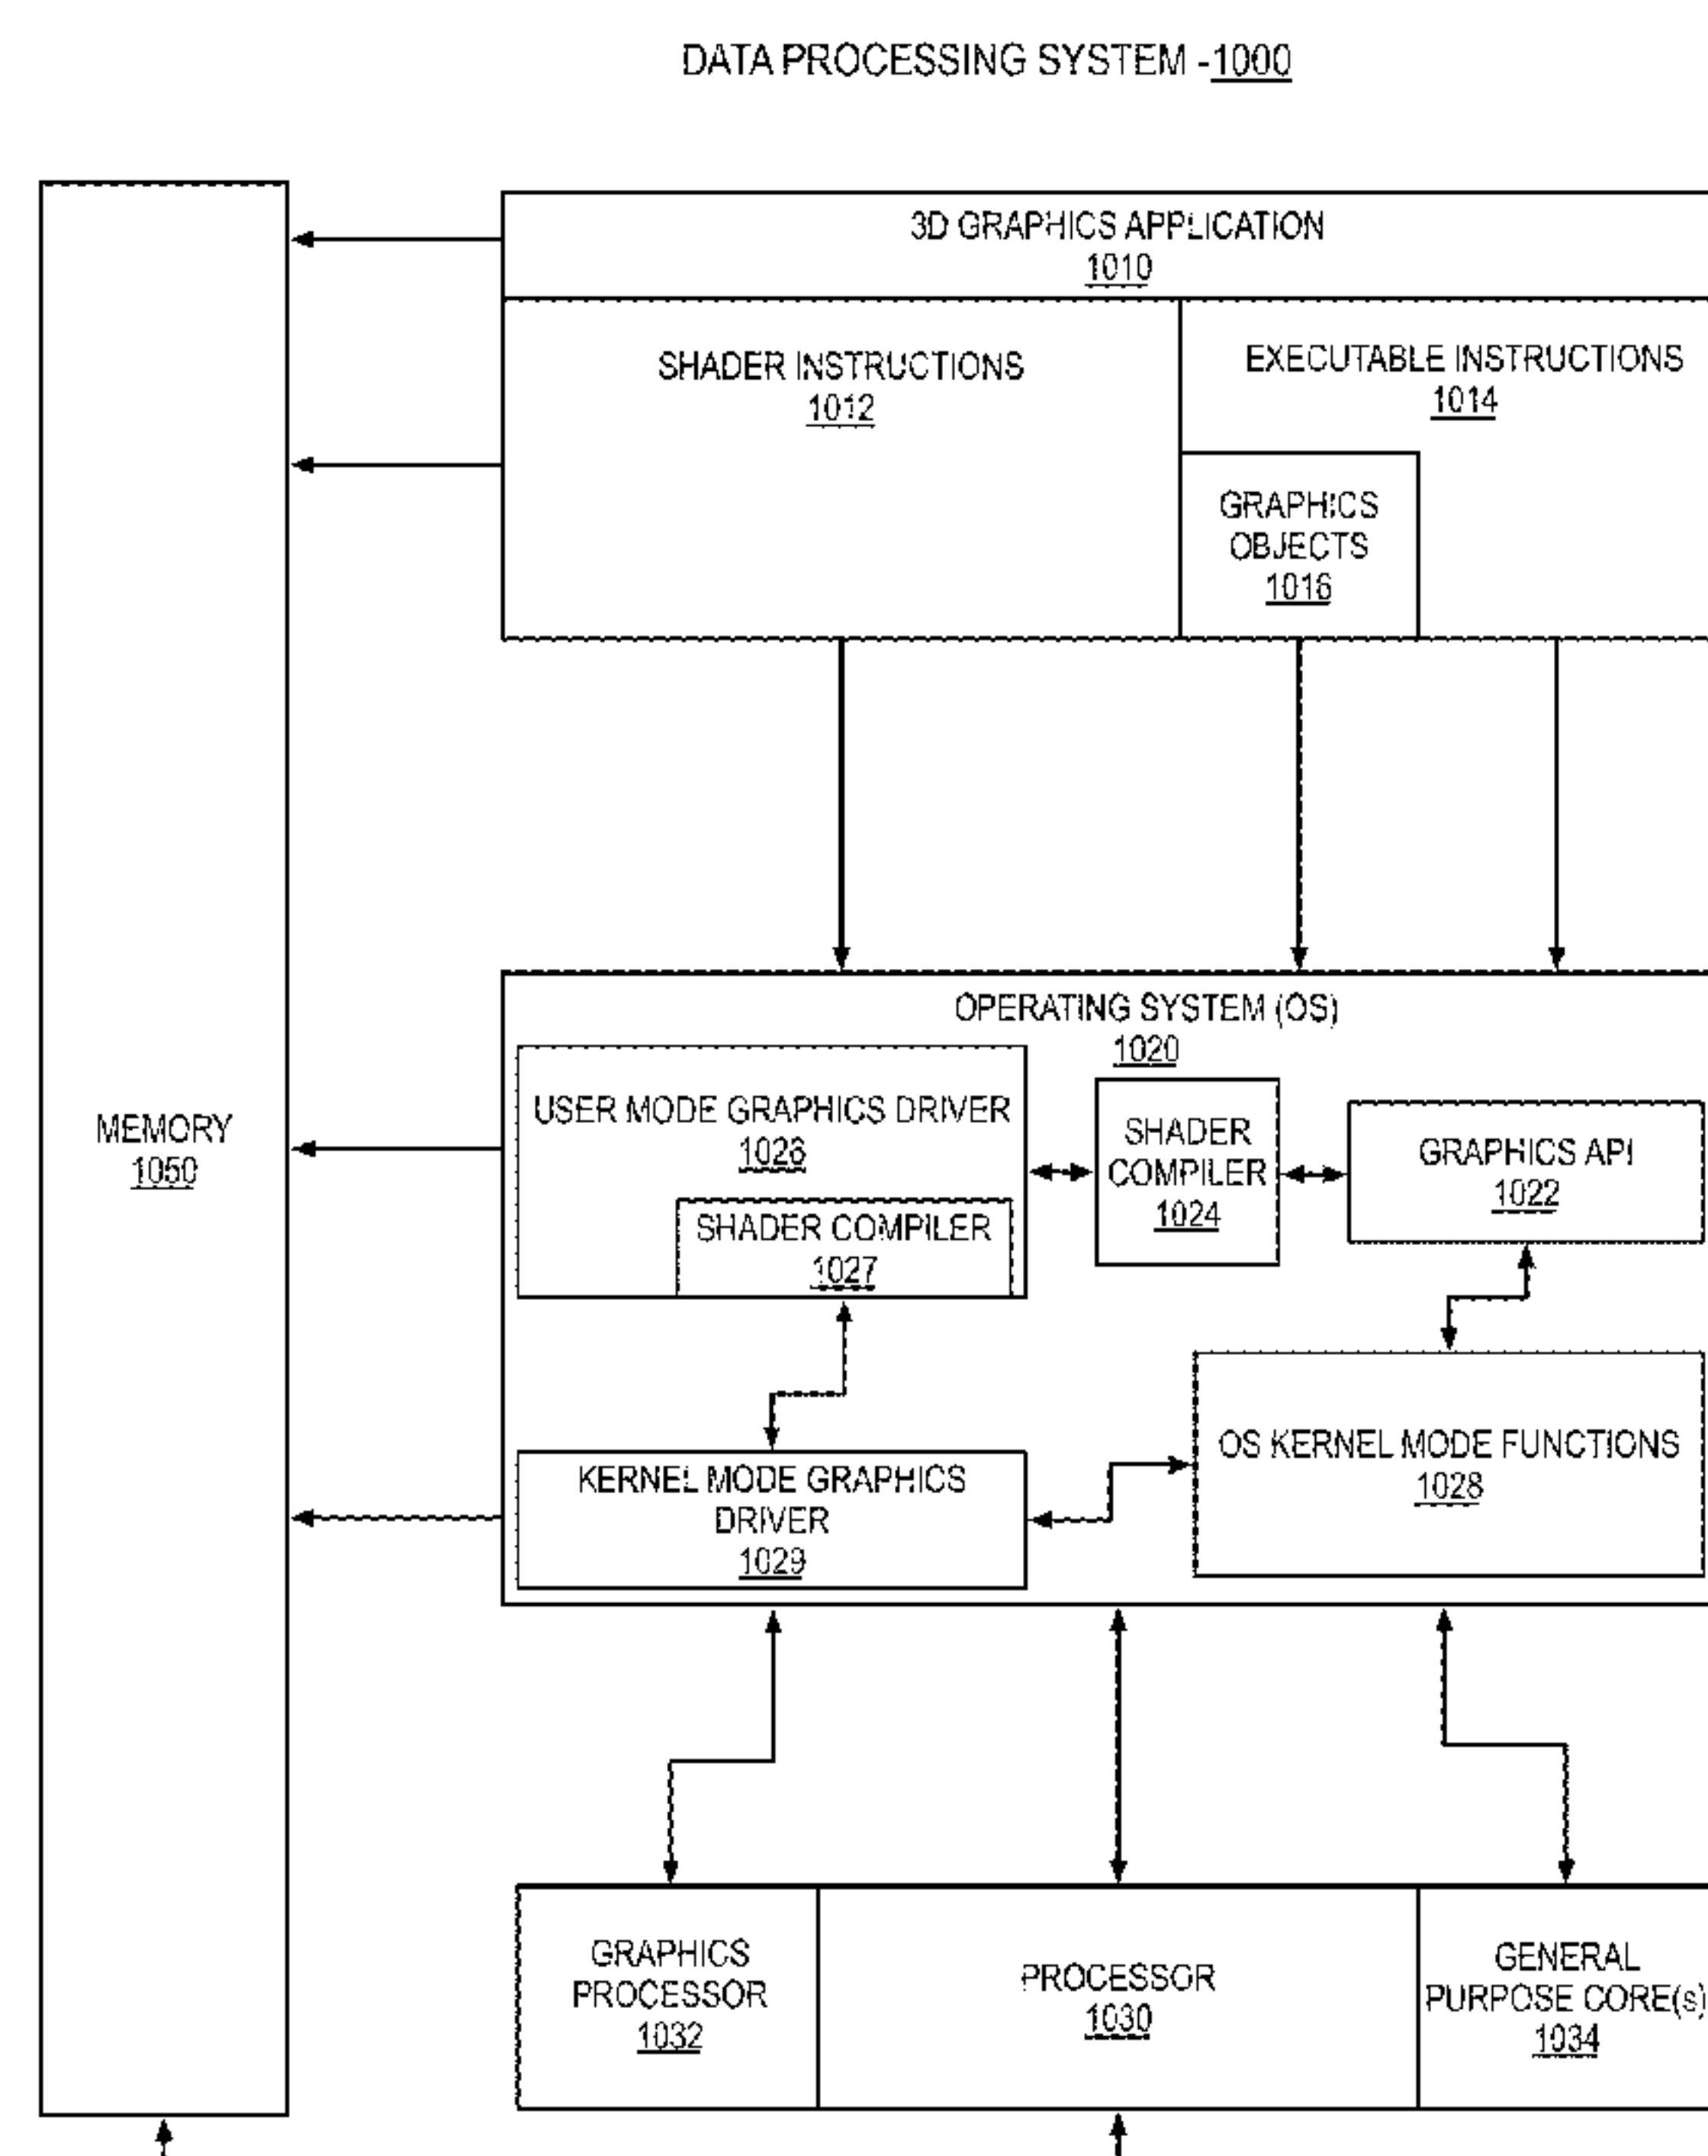 DATA PROCESSING SYSTEM -1000
3D GRAPHICS APPLICATION
1010
SHADER INSTRUCTIONS
1012
EXECUTABLE INSTRUCTIONS
1014
GRAPHICS
OBJECTS
1016
OPERATING SYSTEM (OS)
1020
USER MODE GRAPHICS DRIVER
1026
SHADER COMPILER
1027
SHADER
COMPILER
1024
GRAPHICS API
1022
MEMORY
1050
OS KERNEL MODE FUNCTIONS
1028
KERNEL MODE GRAPHICS
DRIVER
1029
GRAPHICS
PROCESSOR
1032
PROCESSOR
1030
GENERAL
PURPOSE CORE(s)
1034